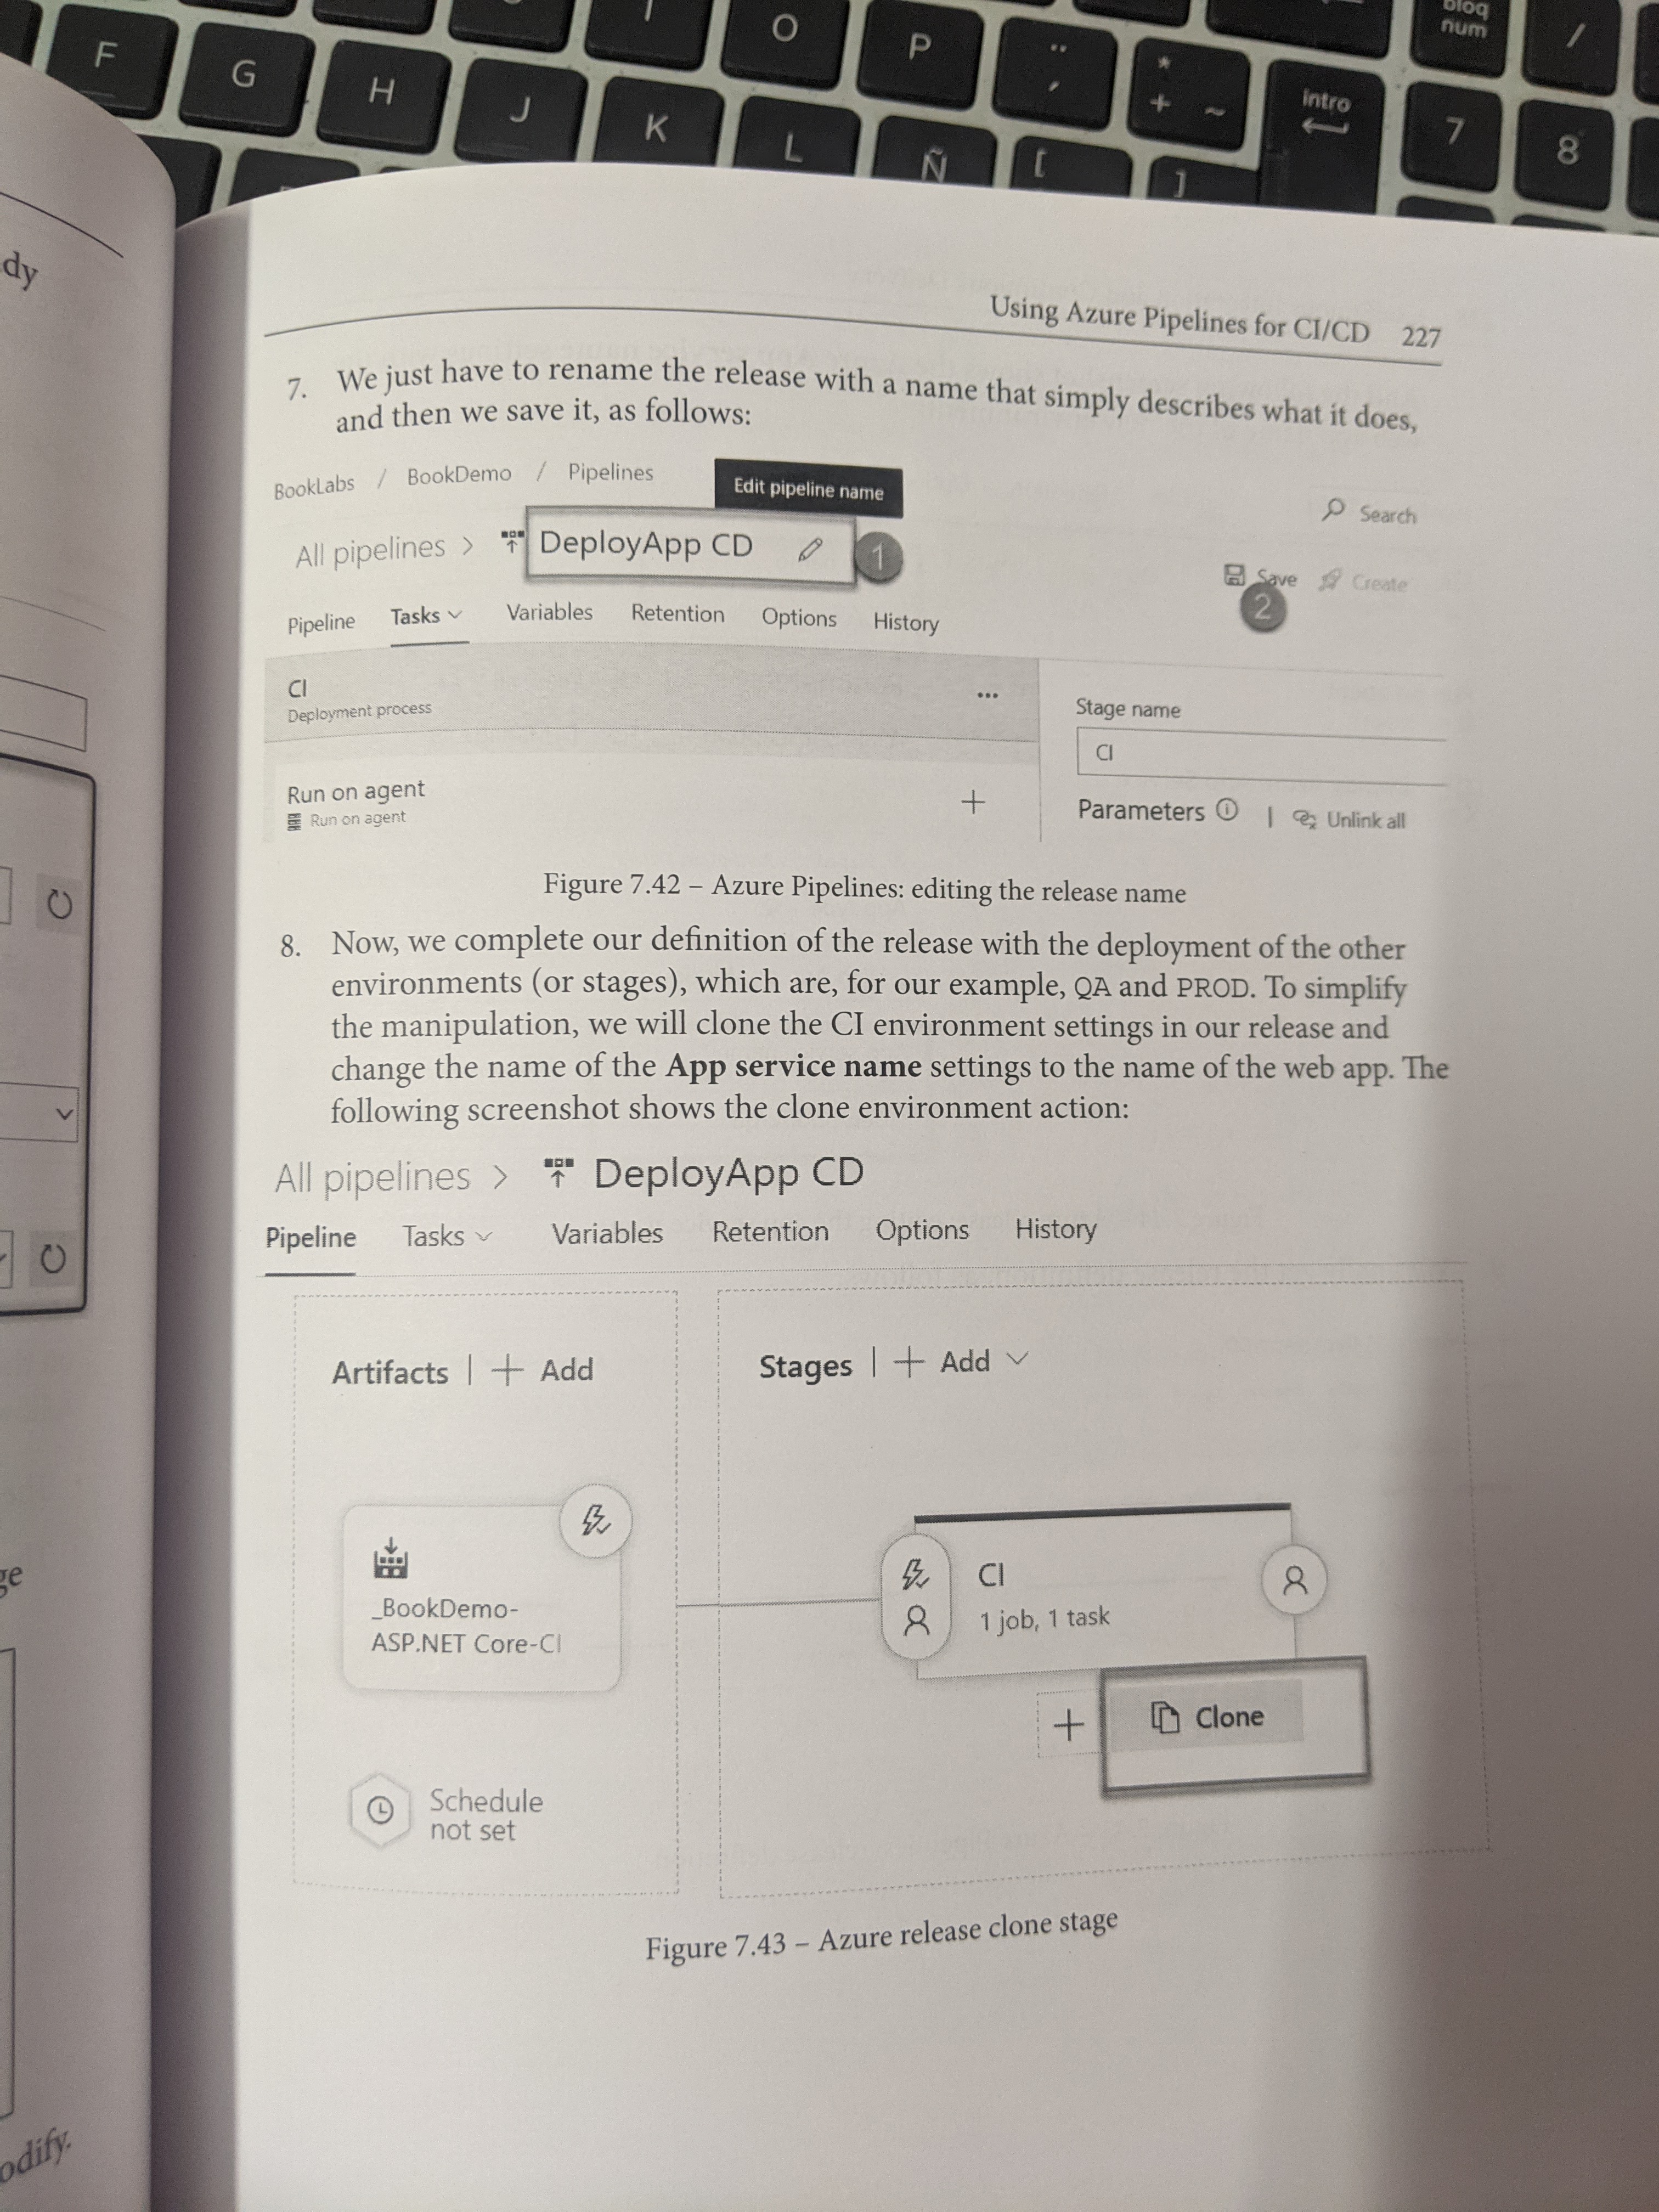 O
P
bloq
num
/
F
G
H
J
K
L
Ñ
¨
´
*
+ ~
[
]
intro
7
8
dy
ge
odify.
Using Azure Pipelines for CI/CD 227
7. We just have to rename the release with a name that simply describes what it does,
and then we save it, as follows:
BookLabs / BookDemo / Pipelines
Edit pipeline name
Search
All pipelines > DeployApp CD
1
Save Create
2
Pipeline Tasks Variables Retention Options History
CI
Deployment process
...
Stage name
CI
Run on agent
Run on agent
+
Parameters | Unlink all
Figure 7.42 – Azure Pipelines: editing the release name
8. Now, we complete our definition of the release with the deployment of the other
environments (or stages), which are, for our example, QA and PROD. To simplify
the manipulation, we will clone the CI environment settings in our release and
change the name of the App service name settings to the name of the web app. The
following screenshot shows the clone environment action:
All pipelines > DeployApp CD
Pipeline Tasks Variables Retention Options History
Artifacts | + Add
Stages | + Add
_BookDemo-
ASP.NET Core-CI
CI
1 job, 1 task
+ Clone
Schedule
not set
Figure 7.43 – Azure release clone stage